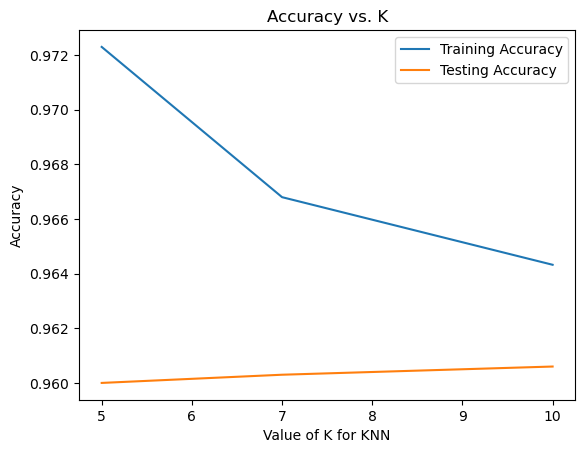 Accuracy vs. K
Training Accuracy
Testing Accuracy
Accuracy
0.972
0.970
0.968
0.966
0.964
0.962
0.960
5 6 7 8 9 10
Value of K for KNN